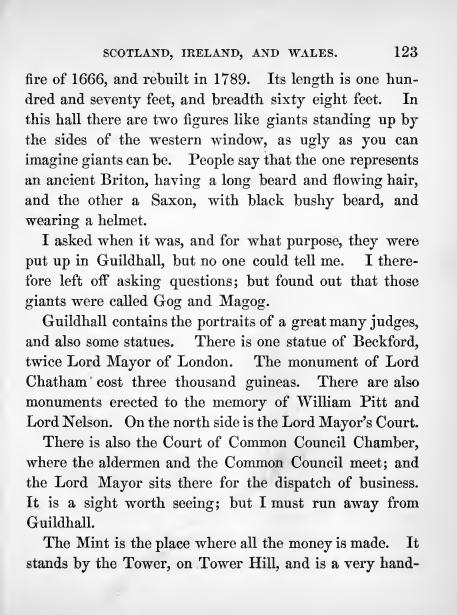 SCOTLAND, IRELAND, AND WALES. 123
fire of 1666, and rebuilt in 1789. Its length is one hun-
dred and seventy feet, and breadth sixty eight feet. In
this hall there are two figures like giants standing up by
the sides of the western window, as ugly as you can
imagine giants can be. People say that the one represents
an ancient Briton, having a long beard and flowing hair,
and the other a Saxon, with black bushy beard, and
wearing a helmet.
I asked when it was, and for what purpose, they were
put up in Guildhall, but no one could tell me. I there-
fore left off asking questions; but found out that those
giants were called Gog and Magog.
Guildhall contains the portraits of a great many judges,
and also some statues. There is one statue of Beckford,
twice Lord Mayor of London. The monument of Lord
Chatham cost three thousand guineas. There are also
monuments erected to the memory of William Pitt and
Lord Nelson. On the north side is the Lord Mayor's Court.
There is also the Court of Common Council Chamber,
where the aldermen and the Common Council meet; and
the Lord Mayor sits there for the dispatch of business.
It is a sight worth seeing; but I must run away from
Guildhall.
The Mint is the place where all the money is made. It
stands by the Tower, on Tower Hill, and is a very hand-